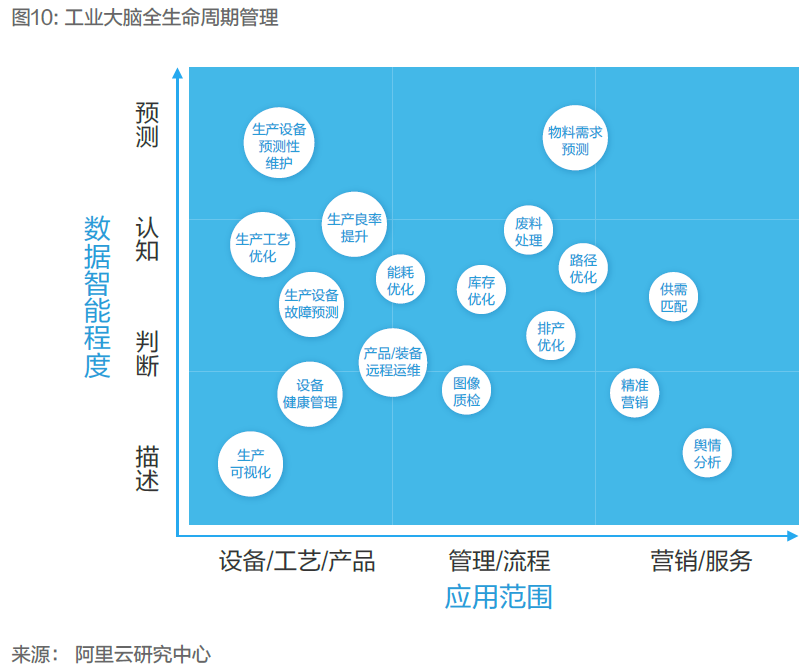 图10: 工业大脑全生命周期管理
数据智能程度
预测
认知
判断
描述
生产设备
预测性
维护
物料需求
预测
生产良率
提升
废料
处理
生产工艺
优化
能耗
优化
路径
优化
库存
优化
供需
匹配
生产设备
故障预测
排产
优化
产品/装备
远程运维
设备
健康管理
图像
质检
精准
营销
生产
可视化
舆情
分析
设备/工艺/产品
管理/流程
营销/服务
应用范围
来源: 阿里云研究中心